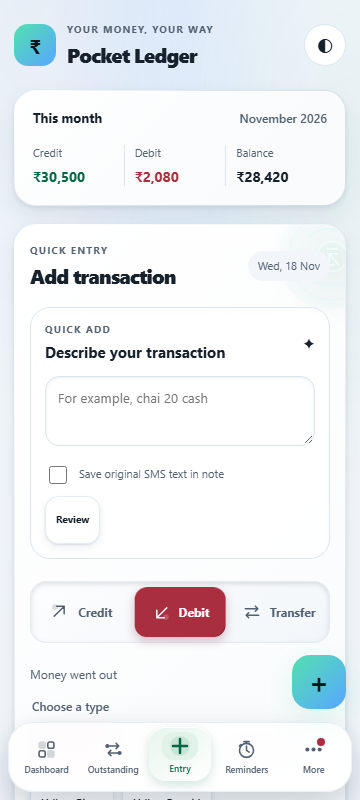 ₹
YOUR MONEY, YOUR WAY
Pocket Ledger
This month
November 2026
Credit
Debit
Balance
₹30,500
₹2,080
₹28,420
QUICK ENTRY
Add transaction
Wed, 18 Nov
QUICK ADD
Describe your transaction
For example, chai 20 cash
Save original SMS text in note
Review
Credit
Debit
Transfer
Money went out
Choose a type
Dashboard
Outstanding
Entry
Reminders
More